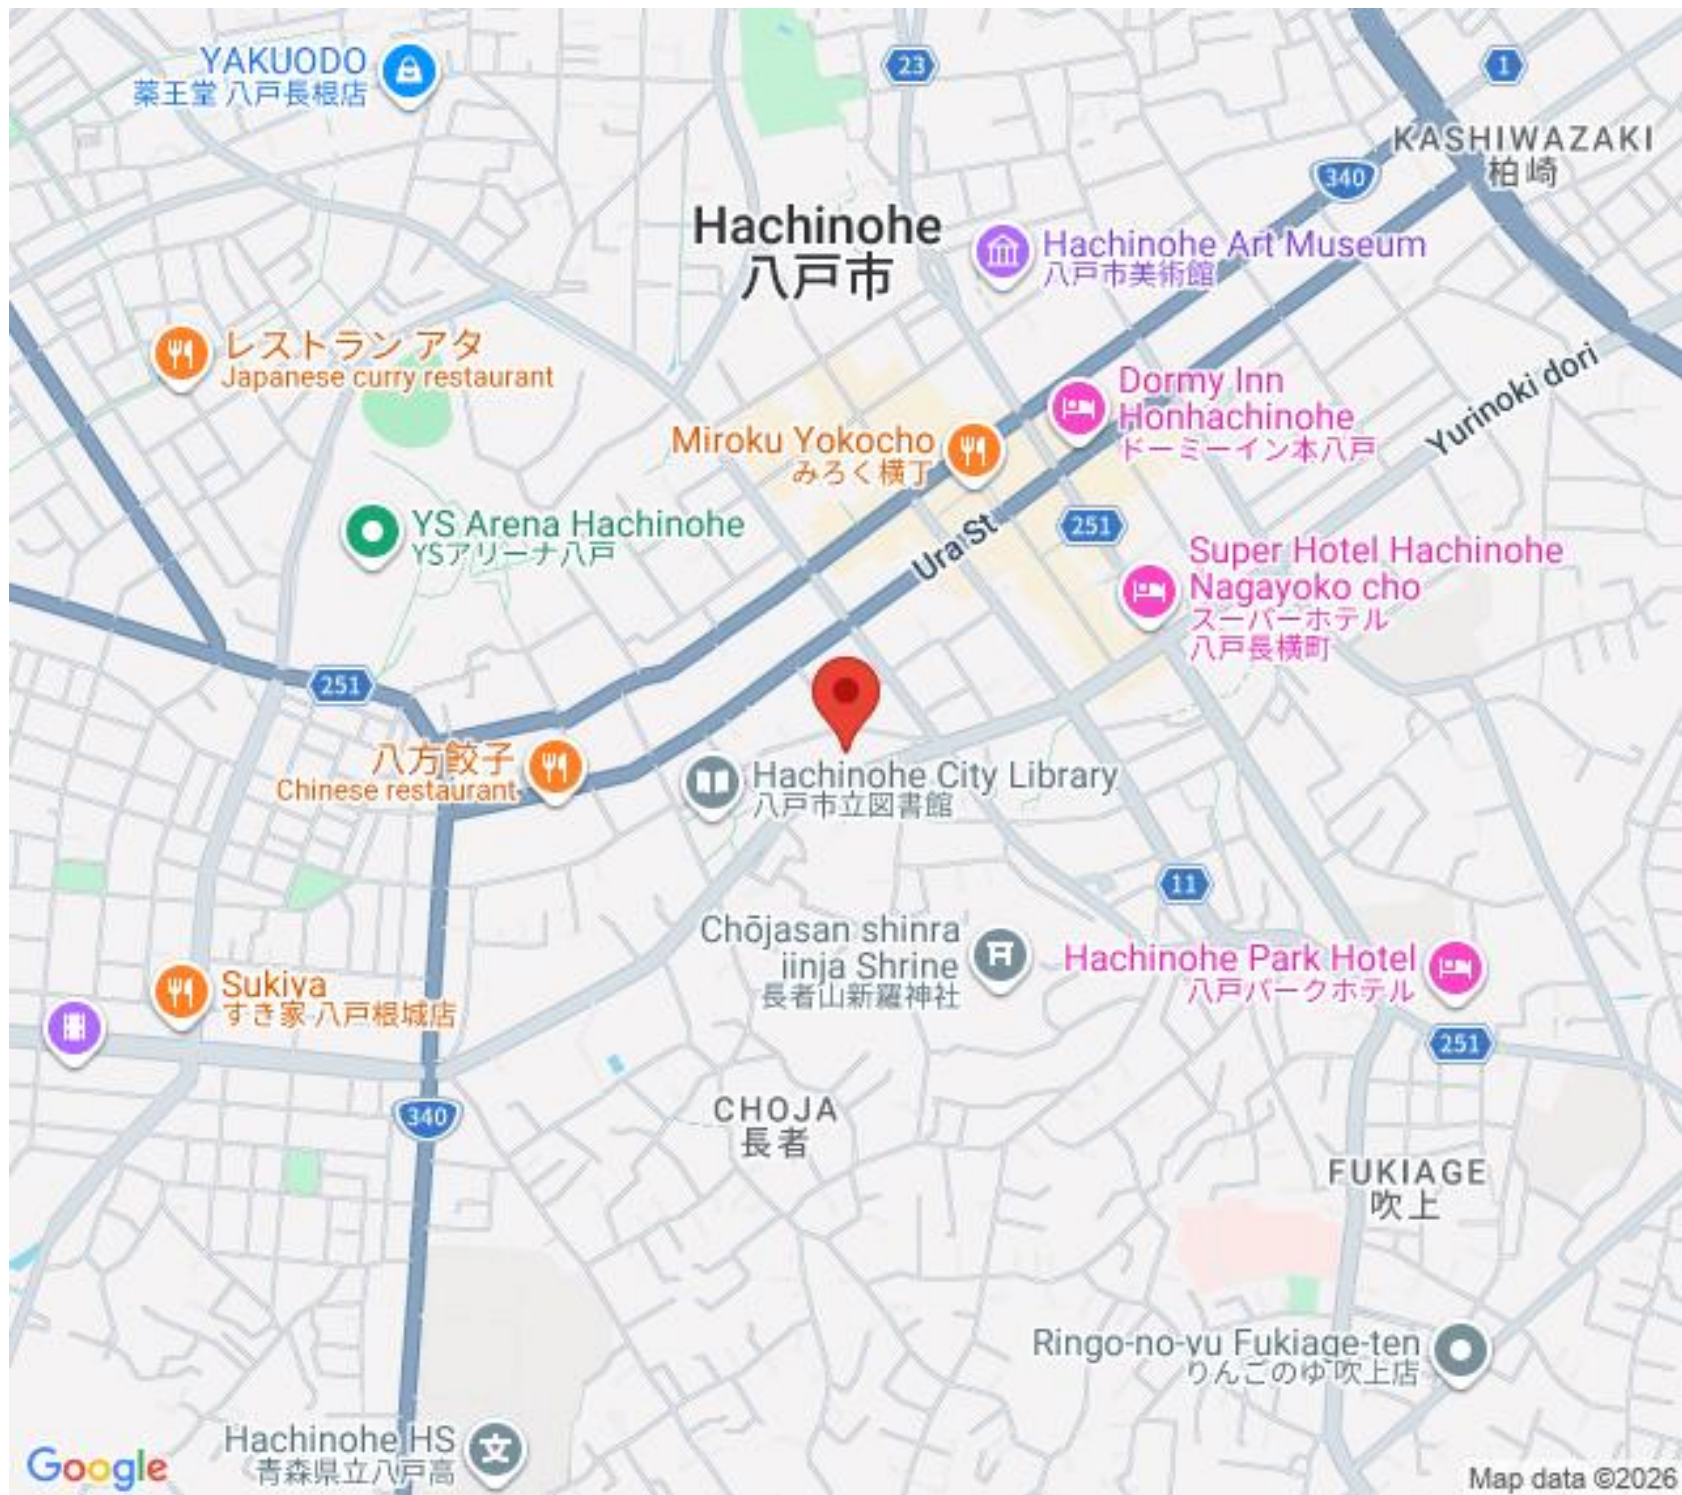 YAKUODO
薬王堂 八戸長根店
23
1
KASHIWAZAKI
柏崎
340
Hachinohe
八戸市
Hachinohe Art Museum
八戸市美術館
レストラン アタ
Japanese curry restaurant
Dormy Inn
Honhachinohe
ドーミーイン本八戸
Yurinoki dori
Miroku Yokocho
みろく横丁
YS Arena Hachinohe
YSアリーナ八戸
Ura St
251
Super Hotel Hachinohe
Nagayoko cho
スーパーホテル
八戸長横町
251
八方餃子
Chinese restaurant
Hachinohe City Library
八戸市立図書館
11
Chōjasan shinra
jinja Shrine
長者山新羅神社
Hachinohe Park Hotel
八戸パークホテル
Sukiya
すき家 八戸根城店
251
340
CHOJA
長者
FUKIAGE
吹上
Ringo-no-yu Fukiage-ten
りんごのゆ 吹上店
Hachinohe HS
青森県立八戸高
文
Google
Map data ©2026